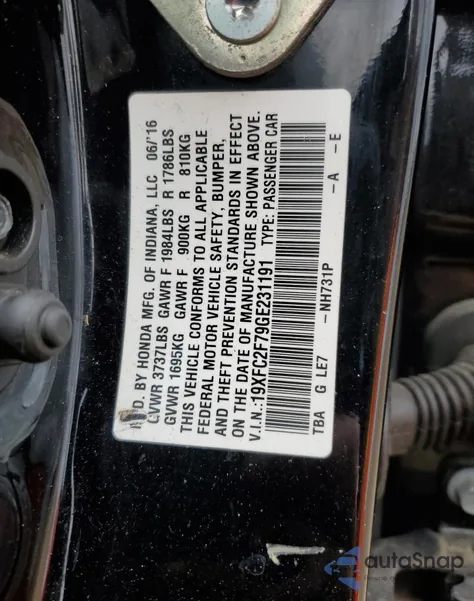 MFD. BY HONDA MFG. OF INDIANA, LLC 06/'16
GVWR 3737LBS GAWR F 1984LBS R 1786LBS
GVWR 1695KG GAWR F 900KG R 810KG
THIS VEHICLE CONFORMS TO ALL APPLICABLE
FEDERAL MOTOR VEHICLE SAFETY, BUMPER,
AND THEFT PREVENTION STANDARDS IN EFFECT
ON THE DATE OF MANUFACTURE SHOWN ABOVE.
V.I.N.:19XFC2F796E231191 TYPE: PASSENGER CAR
TBA G LE7 -NH731P -A -E
autoSnap